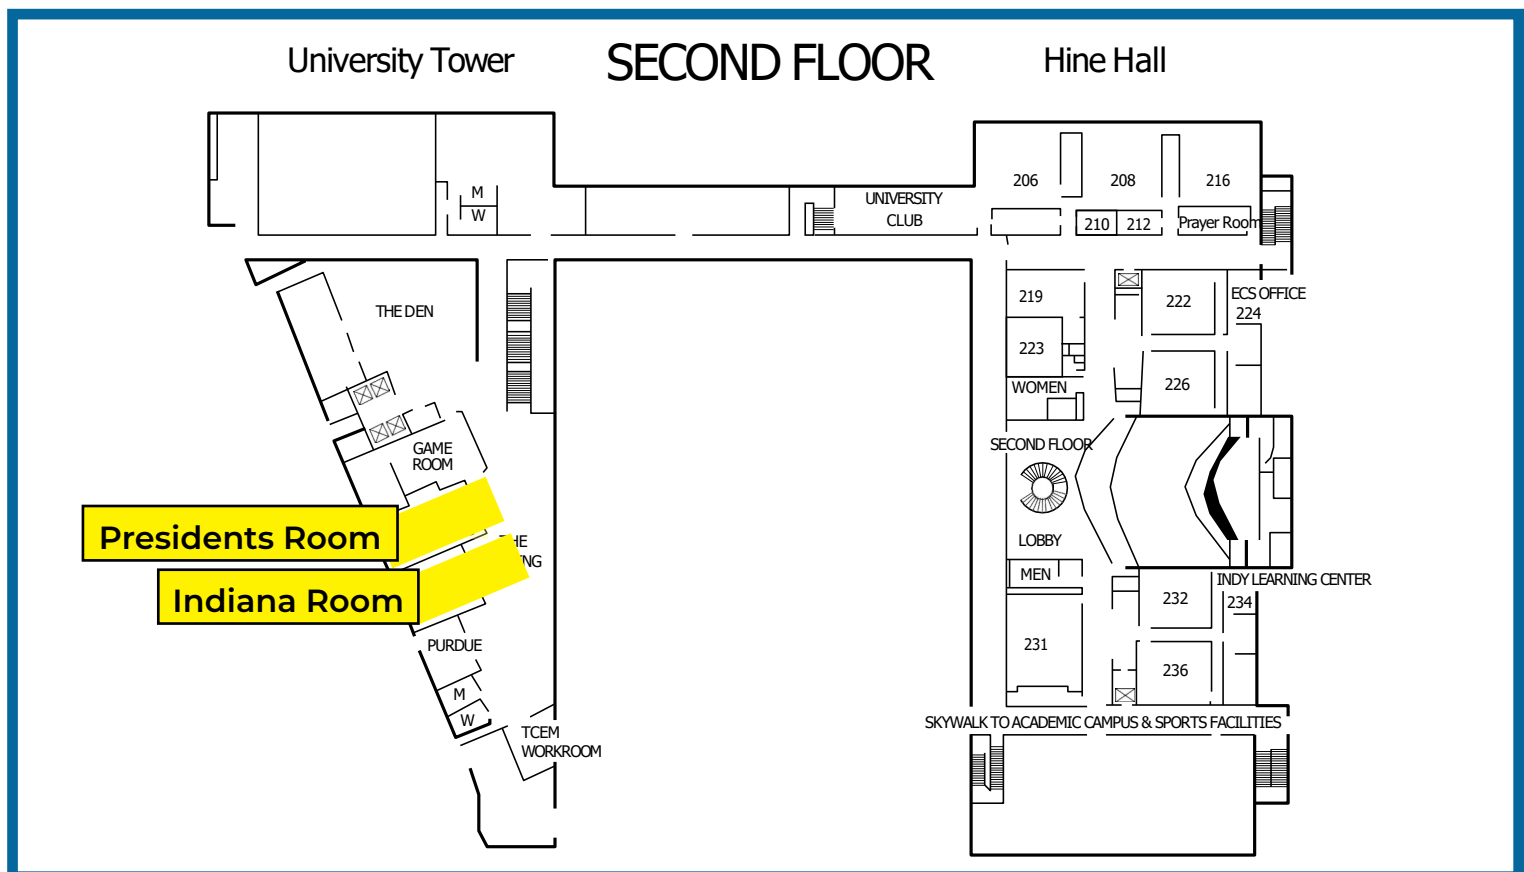 University Tower
SECOND FLOOR
Hine Hall
M
W
UNIVERSITY
CLUB
206
208
216
210
212
Prayer Room
THE DEN
219
222
ECS OFFICE
224
223
226
WOMEN
GAME
ROOM
SECOND FLOOR
Presidents Room
LOBBY
MEN
Indiana Room
INDY LEARNING CENTER
232
234
PURDUE
231
236
M
W
TCEM
WORKROOM
SKYWALK TO ACADEMIC CAMPUS & SPORTS FACILITIES